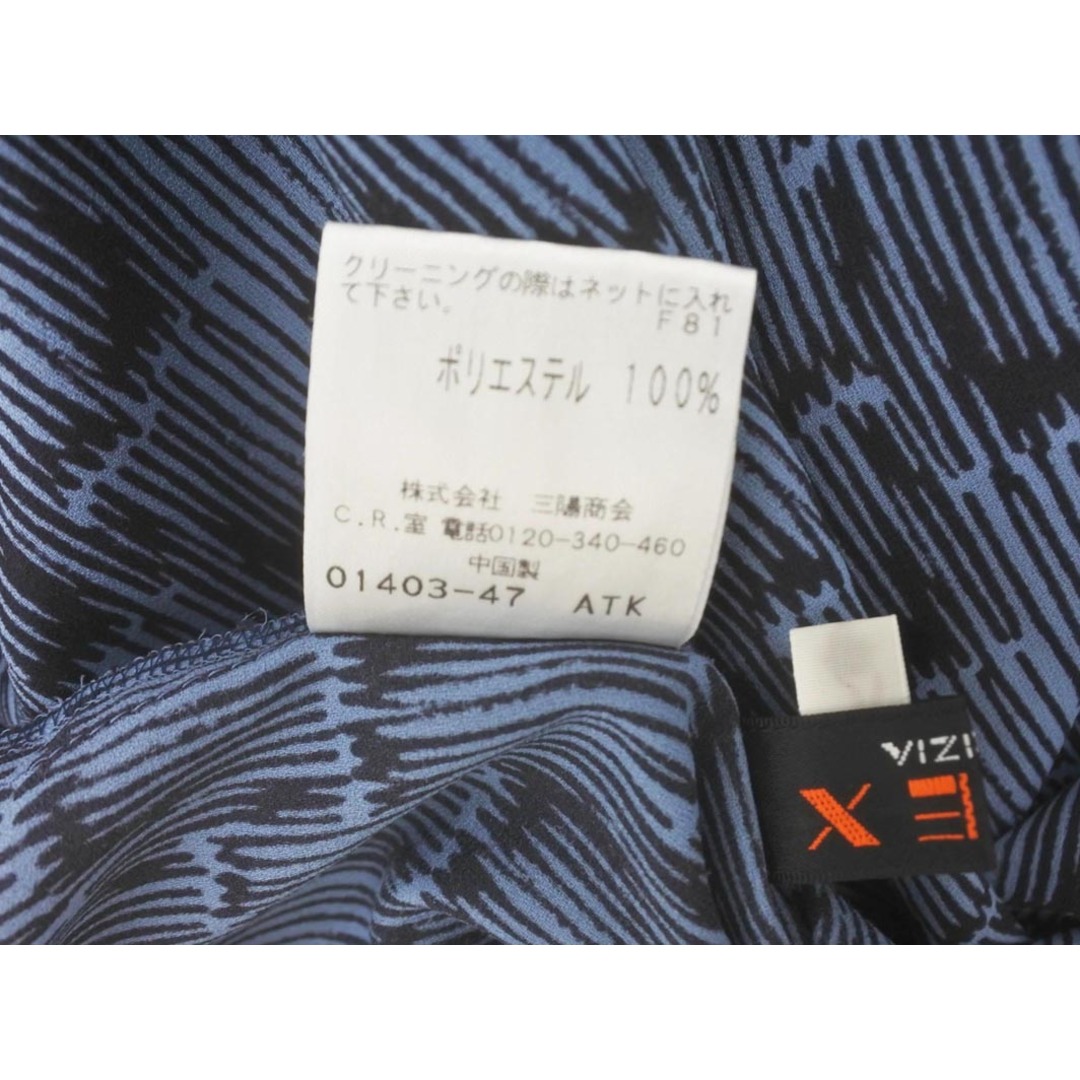 クリーニングの際はネットに入れ
て下さい。
F81
ポリエステル 100%
株式会社 三陽商会
C.R.室 電話0120-340-460
中国製
01403-47 ATK
VIZI
X